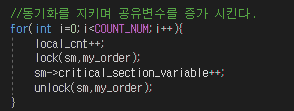 //동기화를 지키며 공유변수를 증가 시킨다.
for(int i=0;i<COUNT_NUM;i++){
local_cnt++;
lock(sm,my_order);
sm->critical_section_variable++;
unlock(sm,my_order);
}